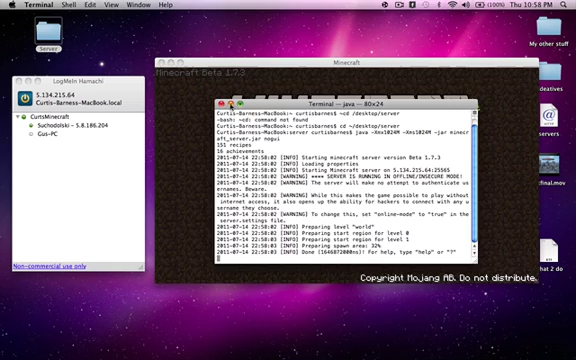 Terminal Shell Edit View Window Help
(100%) Thu 10:58 PM
Server
My other stuff
LogMeIn Hamachi
5.134.215.64
Curtis-Barness-MacBook.local
CurtsMinecraft
Suchodolski - 5.8.186.204
Gus-PC
Non-commercial use only
Minecraft
Minecraft Beta 1.7.3
Terminal — java — 80×24
Curtis-Barness-MacBook:~ curtisbarness$ ~cd /desktop/server
-bash: ~cd: command not found
Curtis-Barness-MacBook:~ curtisbarness$ cd ~/desktop/server
Curtis-Barness-MacBook:server curtisbarness$ java -Xmx1024M -Xms1024M -jar minecr
aft_server.jar nogui
151 recipes
16 achievements
2011-07-14 22:58:02 [INFO] Starting minecraft server version Beta 1.7.3
2011-07-14 22:58:02 [INFO] Loading properties
2011-07-14 22:58:02 [INFO] Starting Minecraft server on 5.134.215.64:25565
2011-07-14 22:58:02 [WARNING] **** SERVER IS RUNNING IN OFFLINE/INSECURE MODE!
2011-07-14 22:58:02 [WARNING] The server will make no attempt to authenticate us
ernames. Beware.
2011-07-14 22:58:02 [WARNING] While this makes the game possible to play without
internet access, it also opens up the ability for hackers to connect with any u
sername they choose.
2011-07-14 22:58:02 [WARNING] To change this, set "online-mode" to "true" in the
server.settings file.
2011-07-14 22:58:02 [INFO] Preparing level "world"
2011-07-14 22:58:02 [INFO] Preparing start region for level 0
2011-07-14 22:58:03 [INFO] Preparing start region for level 1
2011-07-14 22:58:03 [INFO] Preparing spawn area: 32%
2011-07-14 22:58:03 [INFO] Done (1646872000ns)! For help, type "help" or "?"
Copyright Mojang AB. Do not distribute.
servers
what 2 do